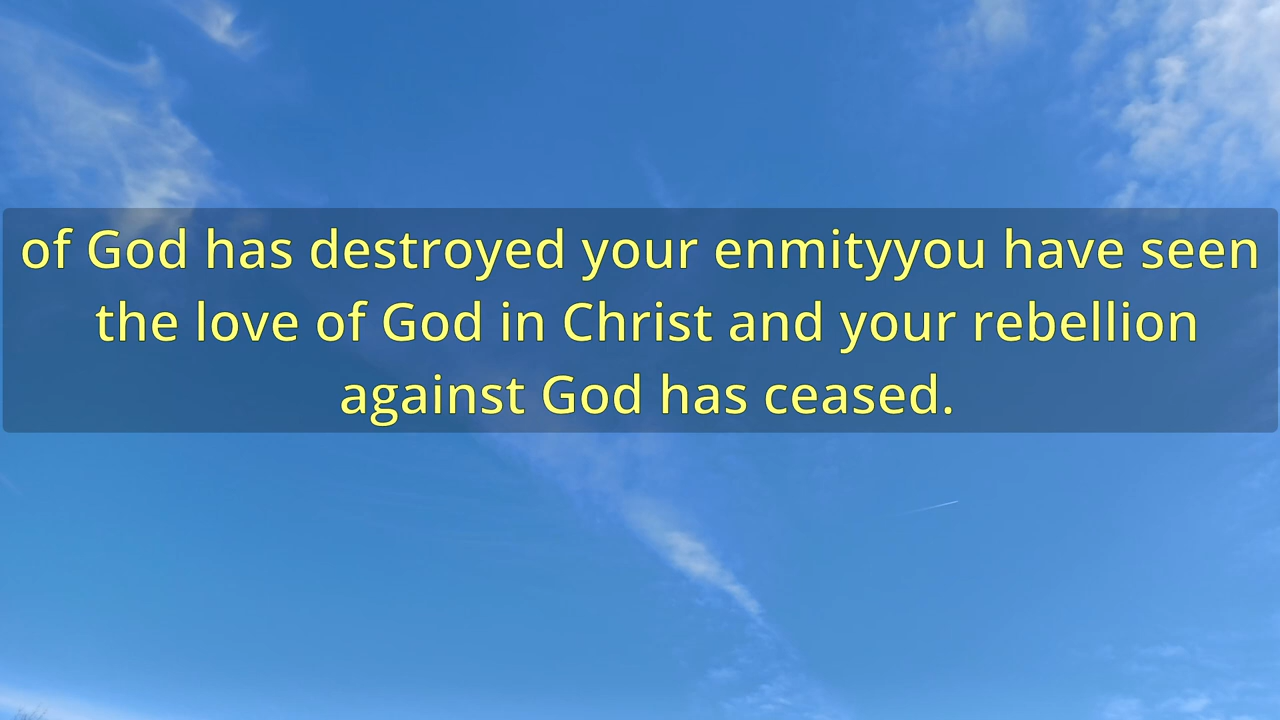 of God has destroyed your enmityyou have seen
the love of God in Christ and your rebellion
against God has ceased.